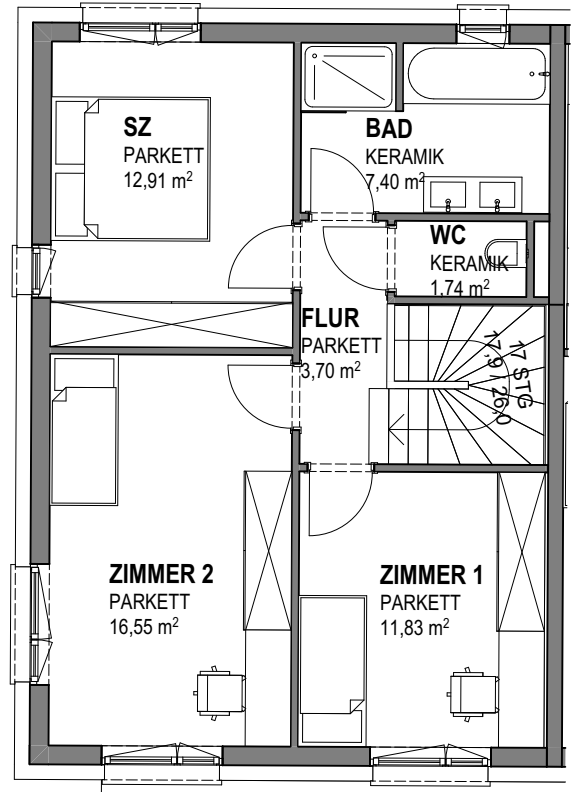 SZ
PARKETT
12,91 m²
BAD
KERAMIK
7,40 m²
WC
KERAMIK
1,74 m²
FLUR
PARKETT
3,70 m²
17 STG
17,9 / 26,0
ZIMMER 2
PARKETT
16,55 m²
ZIMMER 1
PARKETT
11,83 m²